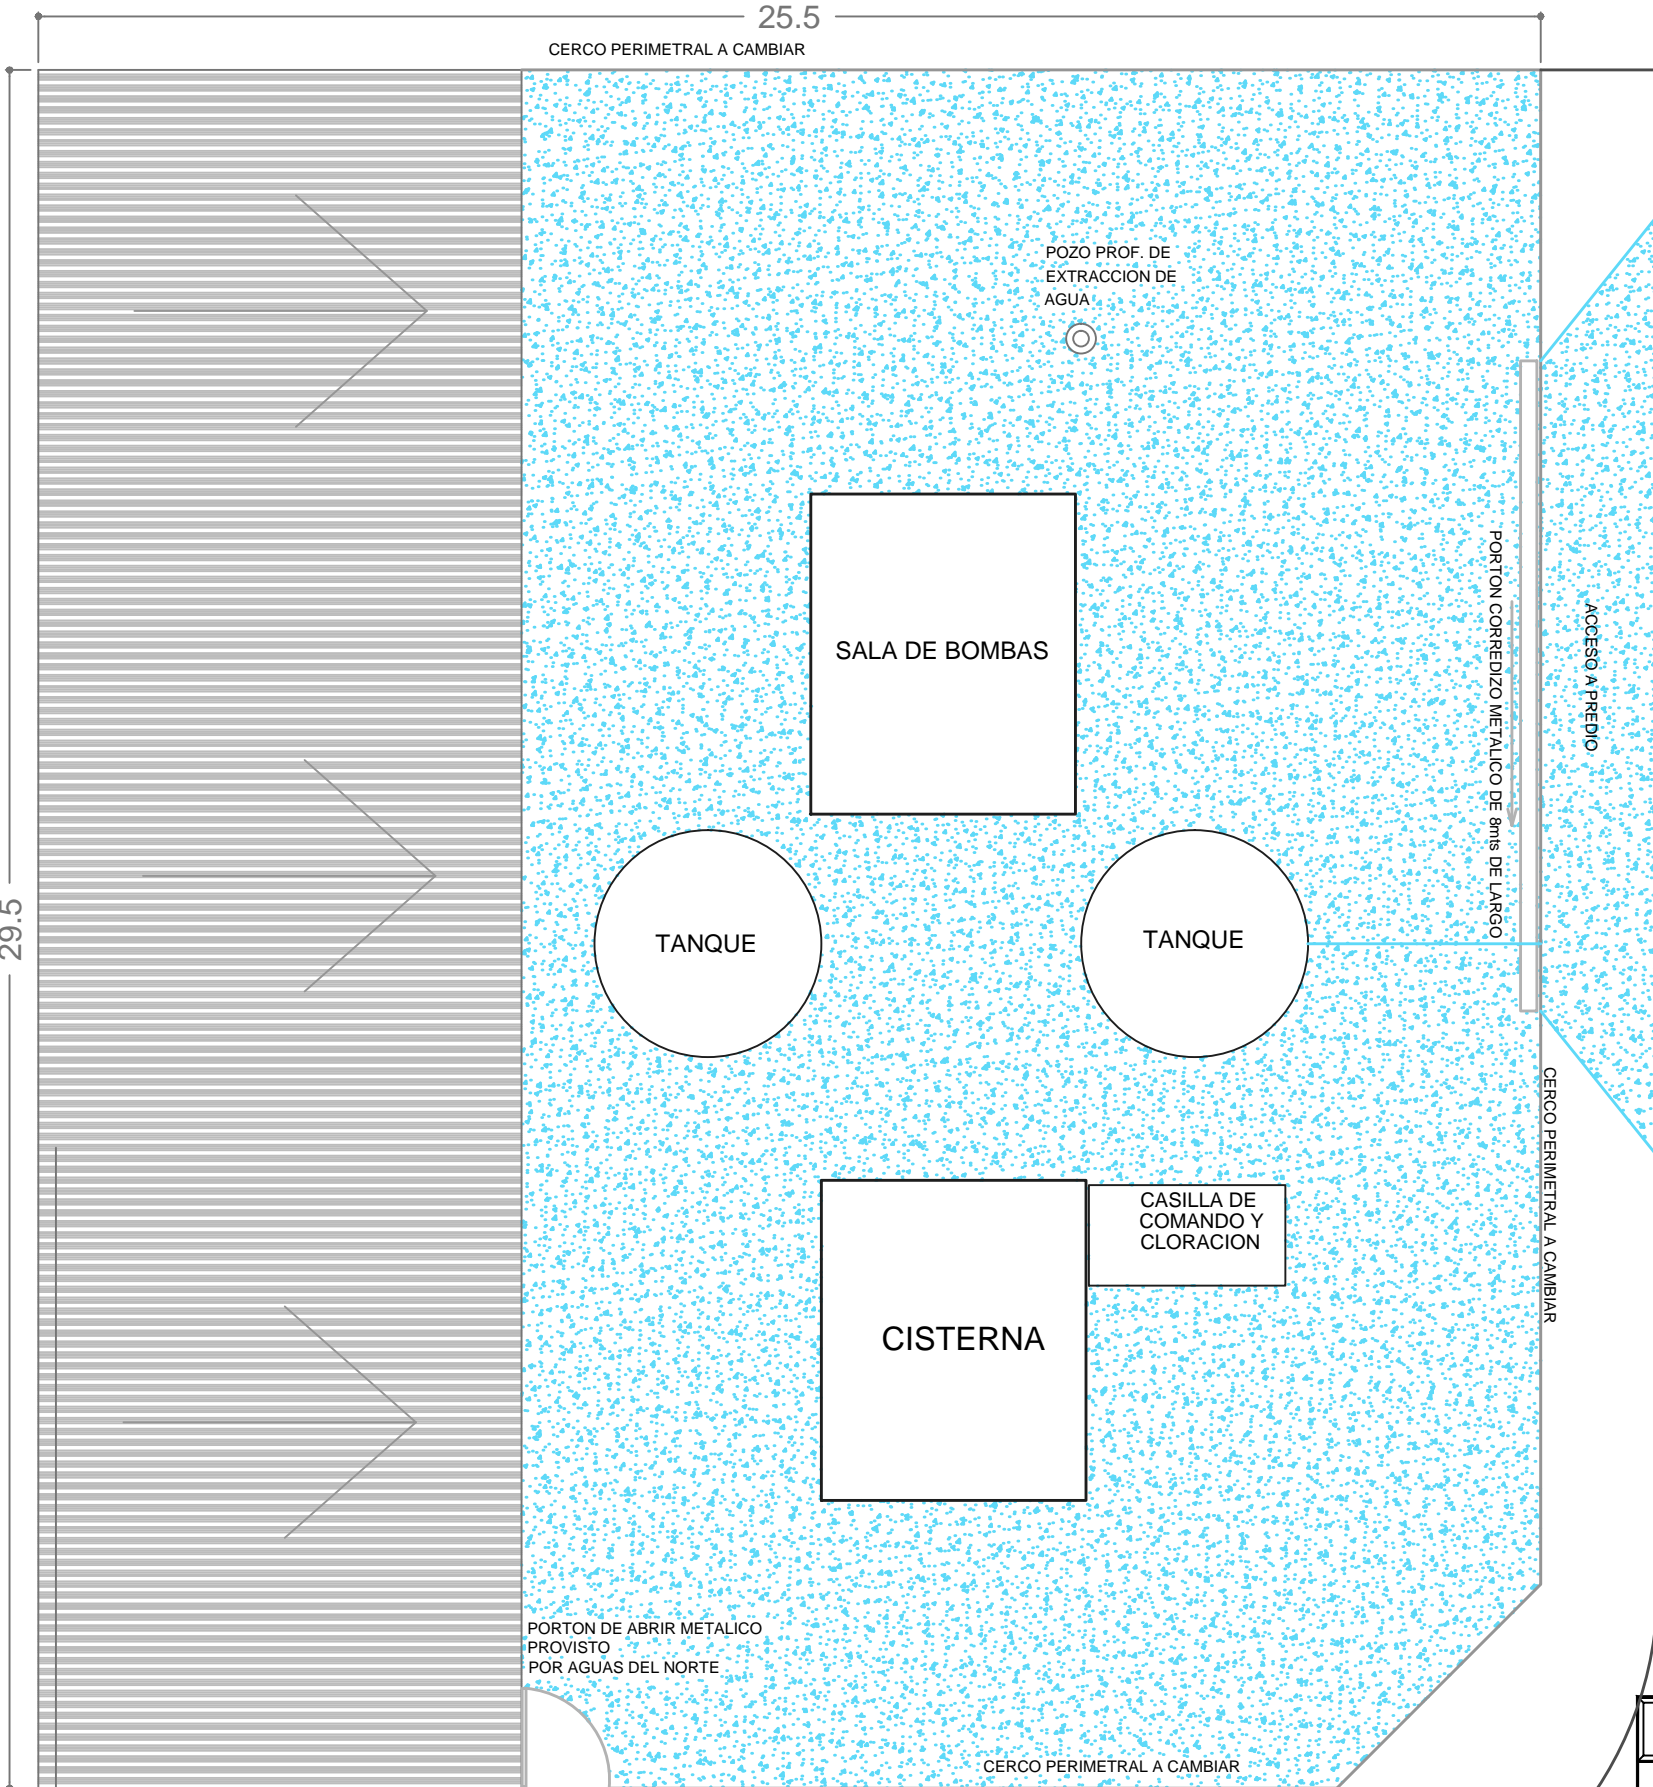 25.5
CERCO PERIMETRAL A CAMBIAR
POZO PROF. DE
EXTRACCION DE
AGUA
SALA DE BOMBAS
PORTON CORREDIZO METALICO DE 8mts DE LARGO
ACCESO A PREDIO
29.5
TANQUE
TANQUE
CERCO PERIMETRAL A CAMBIAR
CASILLA DE
COMANDO Y
CLORACION
CISTERNA
PORTON DE ABRIR METALICO
PROVISTO
POR AGUAS DEL NORTE
CERCO PERIMETRAL A CAMBIAR